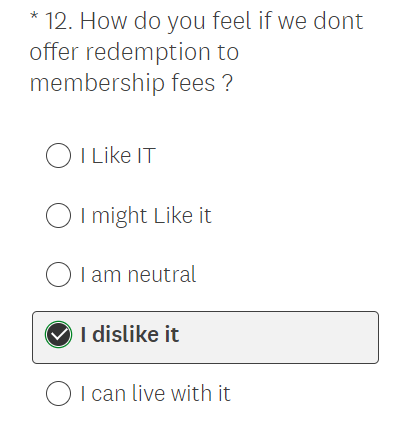 * 12. How do you feel if we dont
offer redemption to
membership fees ?
I Like IT
I might Like it
I am neutral
I dislike it
I can live with it